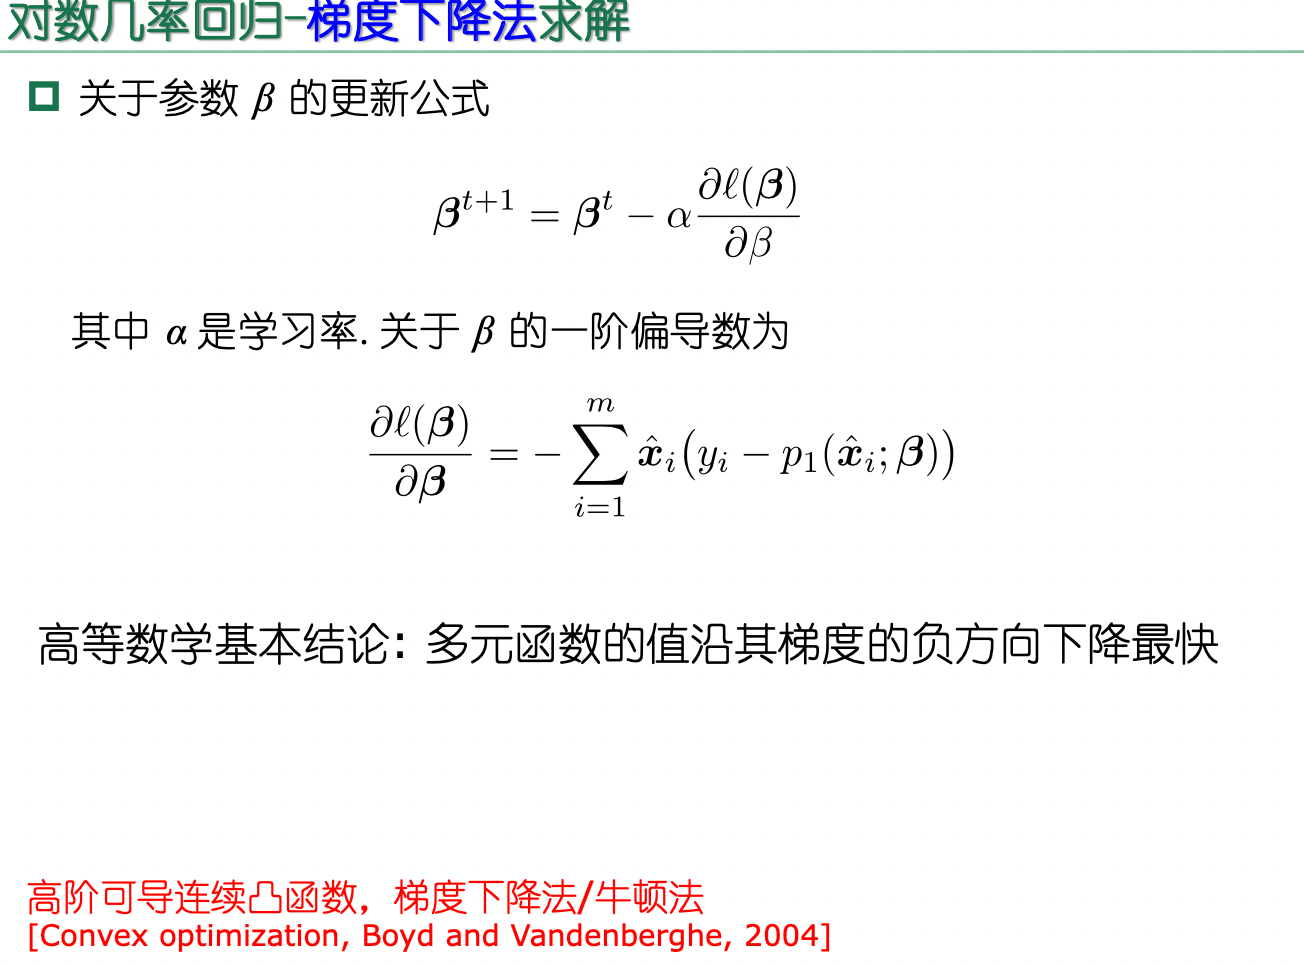 对数几率回归-梯度下降法求解
关于参数 β 的更新公式
$\boldsymbol{\beta}^{t+1} = \boldsymbol{\beta}^{t} - \alpha \frac{\partial \ell(\boldsymbol{\beta})}{\partial \beta}$
其中 α 是学习率. 关于 β 的一阶偏导数为
$\frac{\partial \ell(\boldsymbol{\beta})}{\partial \boldsymbol{\beta}} = -\sum_{i=1}^{m} \hat{\boldsymbol{x}}_i \big( y_i - p_1(\hat{\boldsymbol{x}}_i; \boldsymbol{\beta}) \big)$
高等数学基本结论：多元函数的值沿其梯度的负方向下降最快
高阶可导连续凸函数，梯度下降法/牛顿法
[Convex optimization, Boyd and Vandenberghe, 2004]